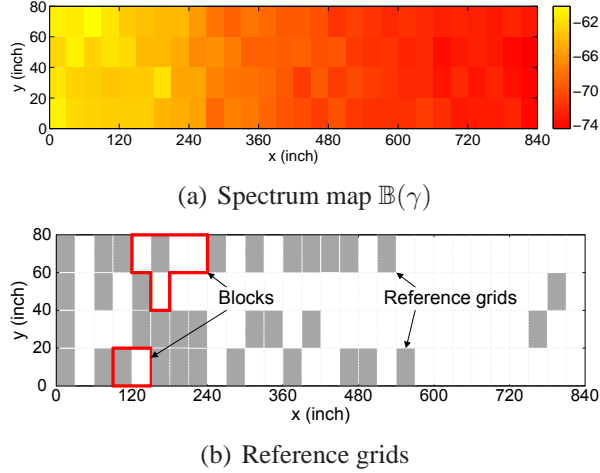 80
60
40
20
0
y (inch)
0 120 240 360 480 600 720 840
x (inch)
−62
−66
−70
−74
(a) Spectrum map 𝔹(γ)
80
60
40
20
0
y (inch)
Blocks
Reference grids
0 120 240 360 480 600 720 840
x (inch)
(b) Reference grids